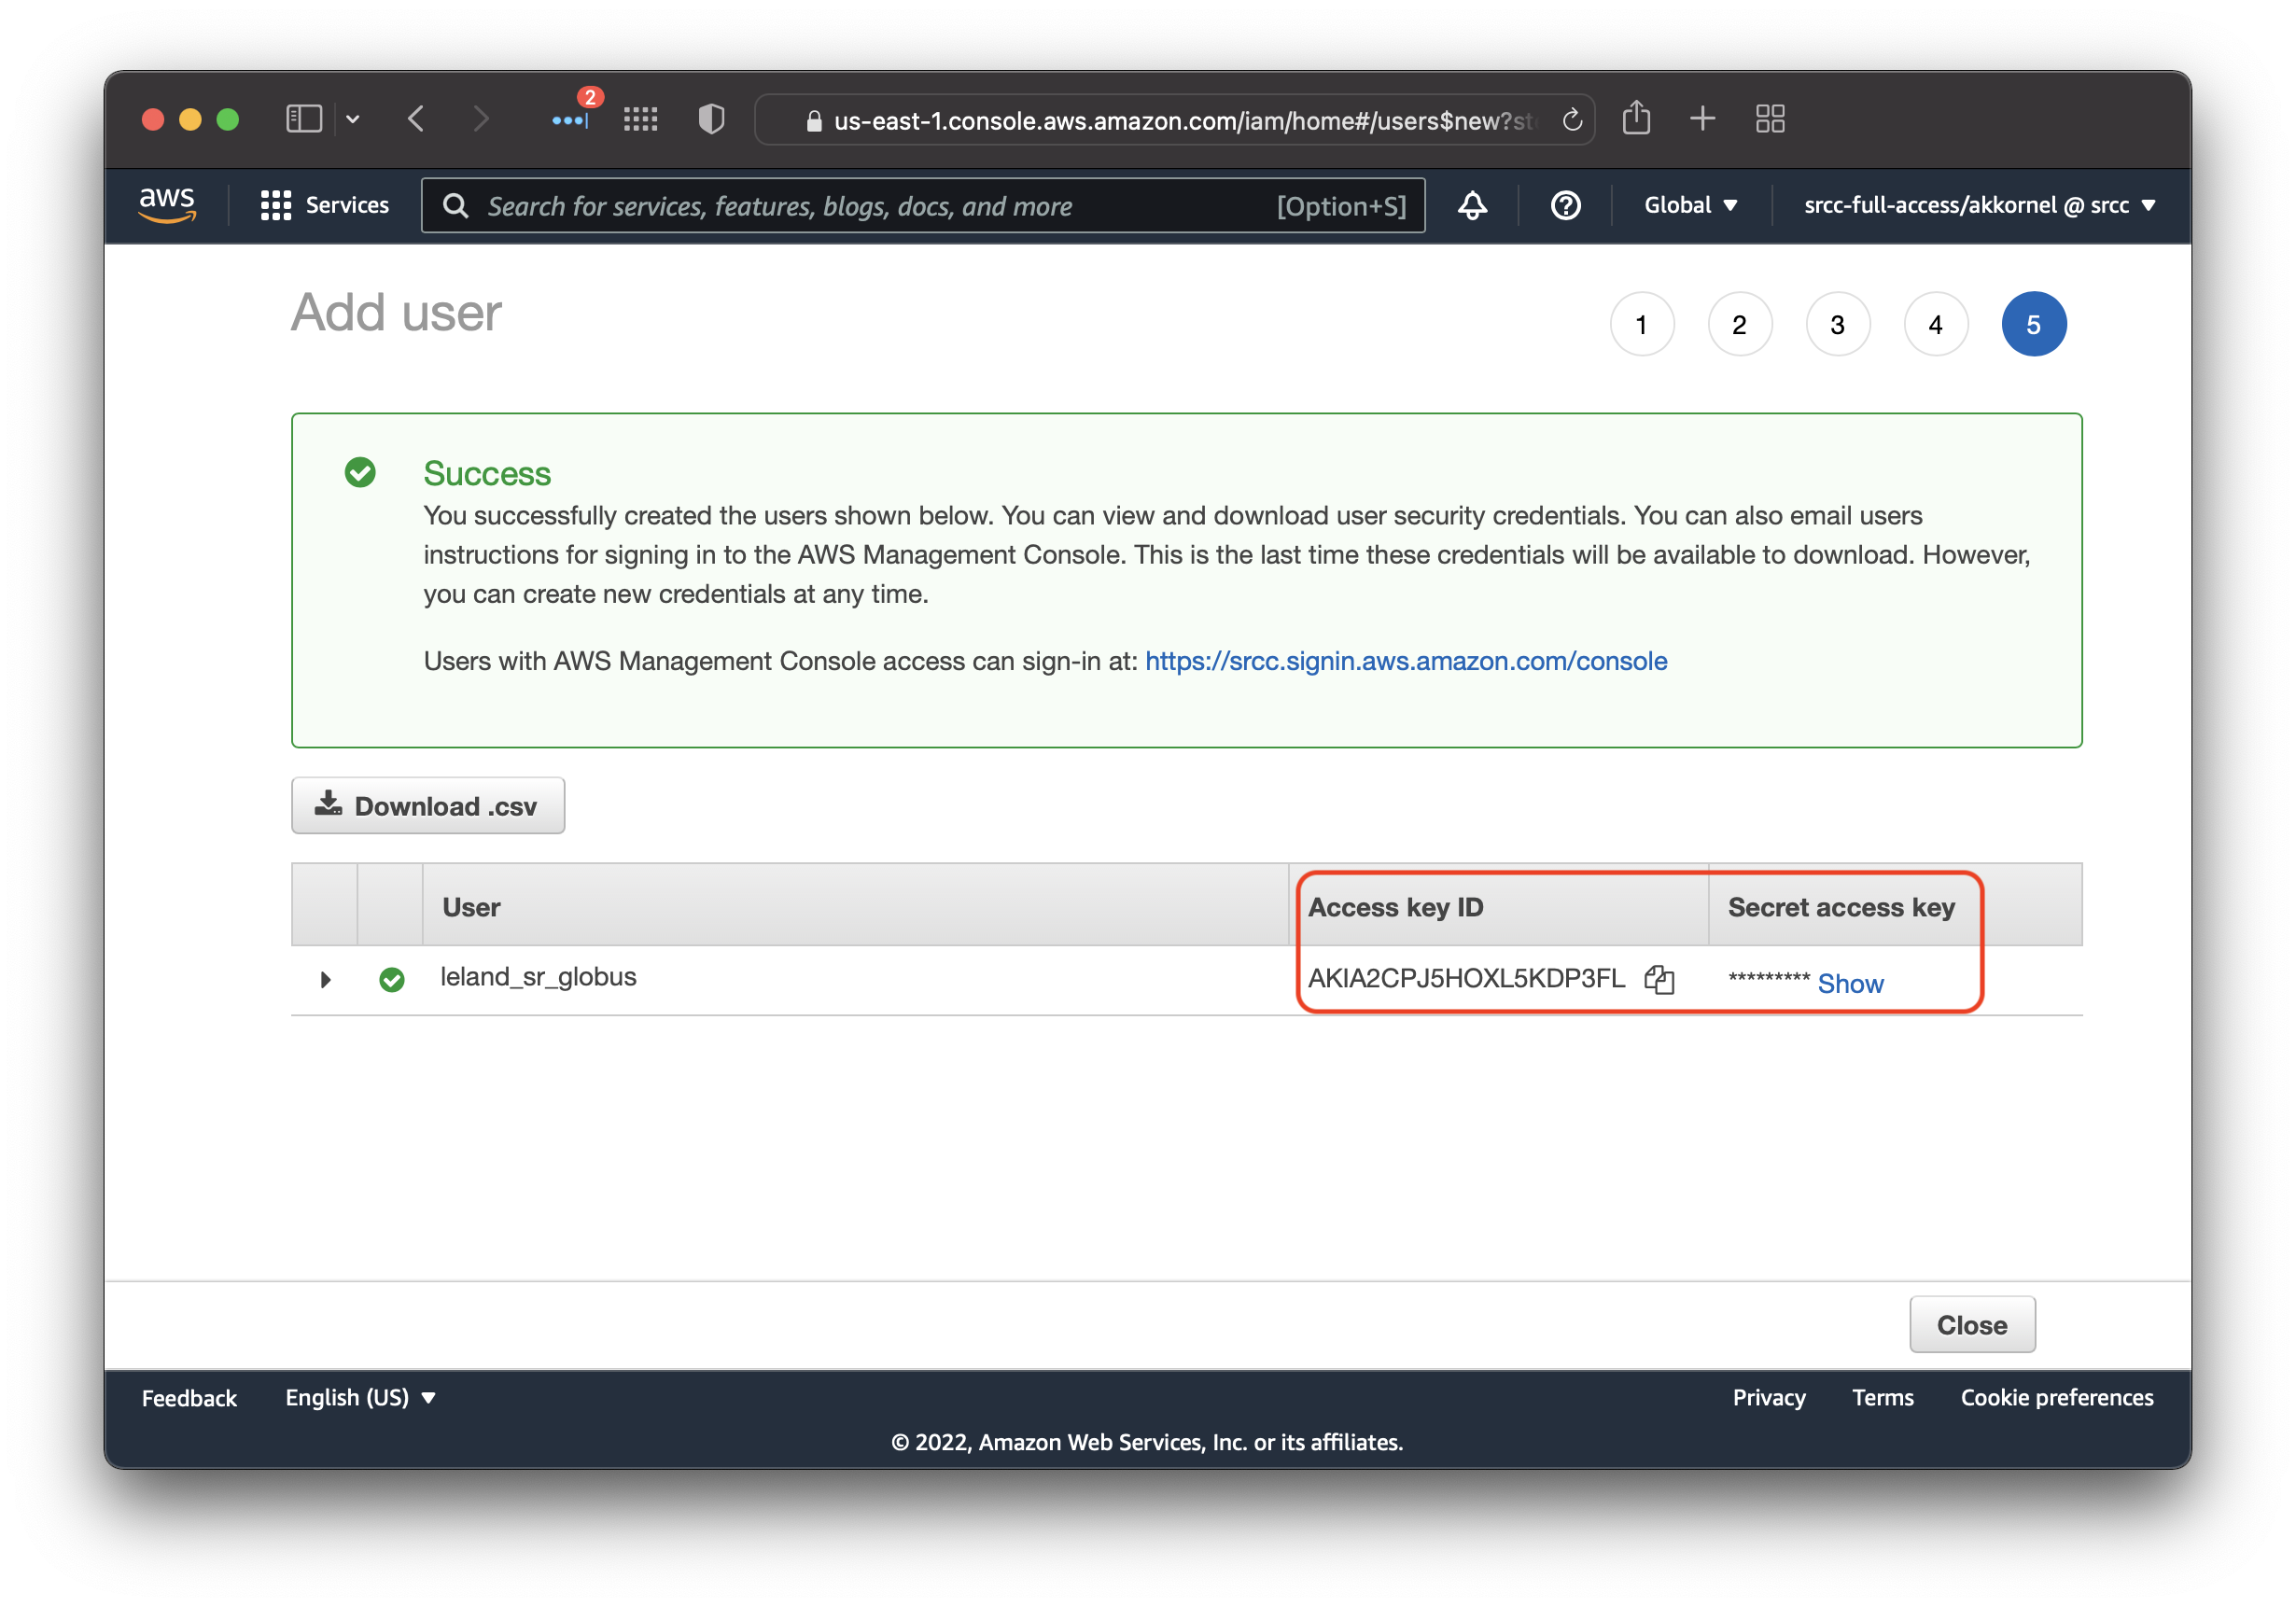 2
us-east-1.console.aws.amazon.com/iam/home#/users$new?st
aws
Services
Search for services, features, blogs, docs, and more
[Option+S]
Global
srcc-full-access/akkornel @ srcc
Add user
1
2
3
4
5
Success
You successfully created the users shown below. You can view and download user security credentials. You can also email users
instructions for signing in to the AWS Management Console. This is the last time these credentials will be available to download. However,
you can create new credentials at any time.
Users with AWS Management Console access can sign-in at: https://srcc.signin.aws.amazon.com/console
Download .csv
User
Access key ID
Secret access key
leland_sr_globus
AKIA2CPJ5HOXL5KDP3FL
********* Show
Close
Feedback
English (US)
Privacy
Terms
Cookie preferences
© 2022, Amazon Web Services, Inc. or its affiliates.